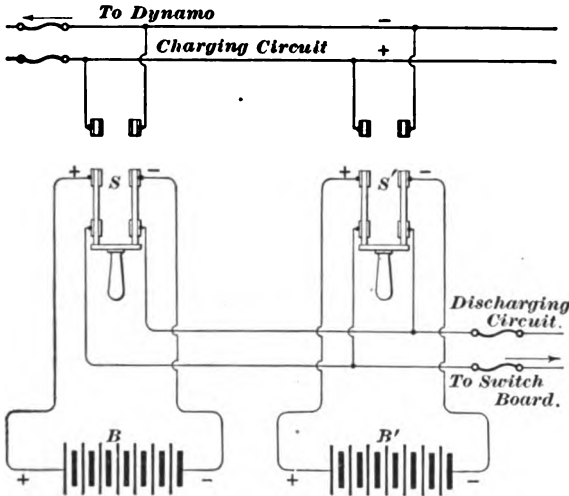 To Dynamo
−
Charging Circuit
+
+ S −
+ S′ −
Discharging
Circuit.
To Switch
Board.
B
B′
+ −
+ −